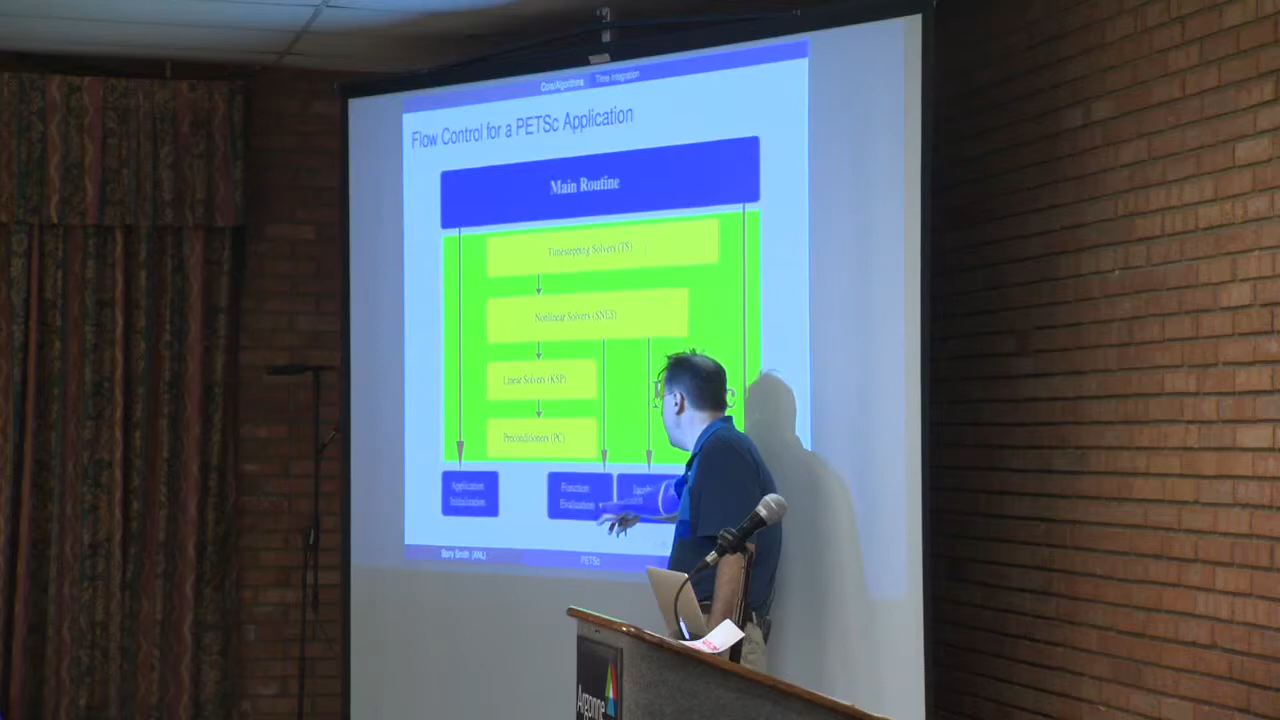 Core/Algorithms Time Integration
Flow Control for a PETSc Application
Main Routine
Timestepping Solvers (TS)
Nonlinear Solvers (SNES)
Linear Solvers (KSP)
Preconditioners (PC)
Application
Initialization
Function
Evaluation
Barry Smith (ANL)
PETSc
Argonne